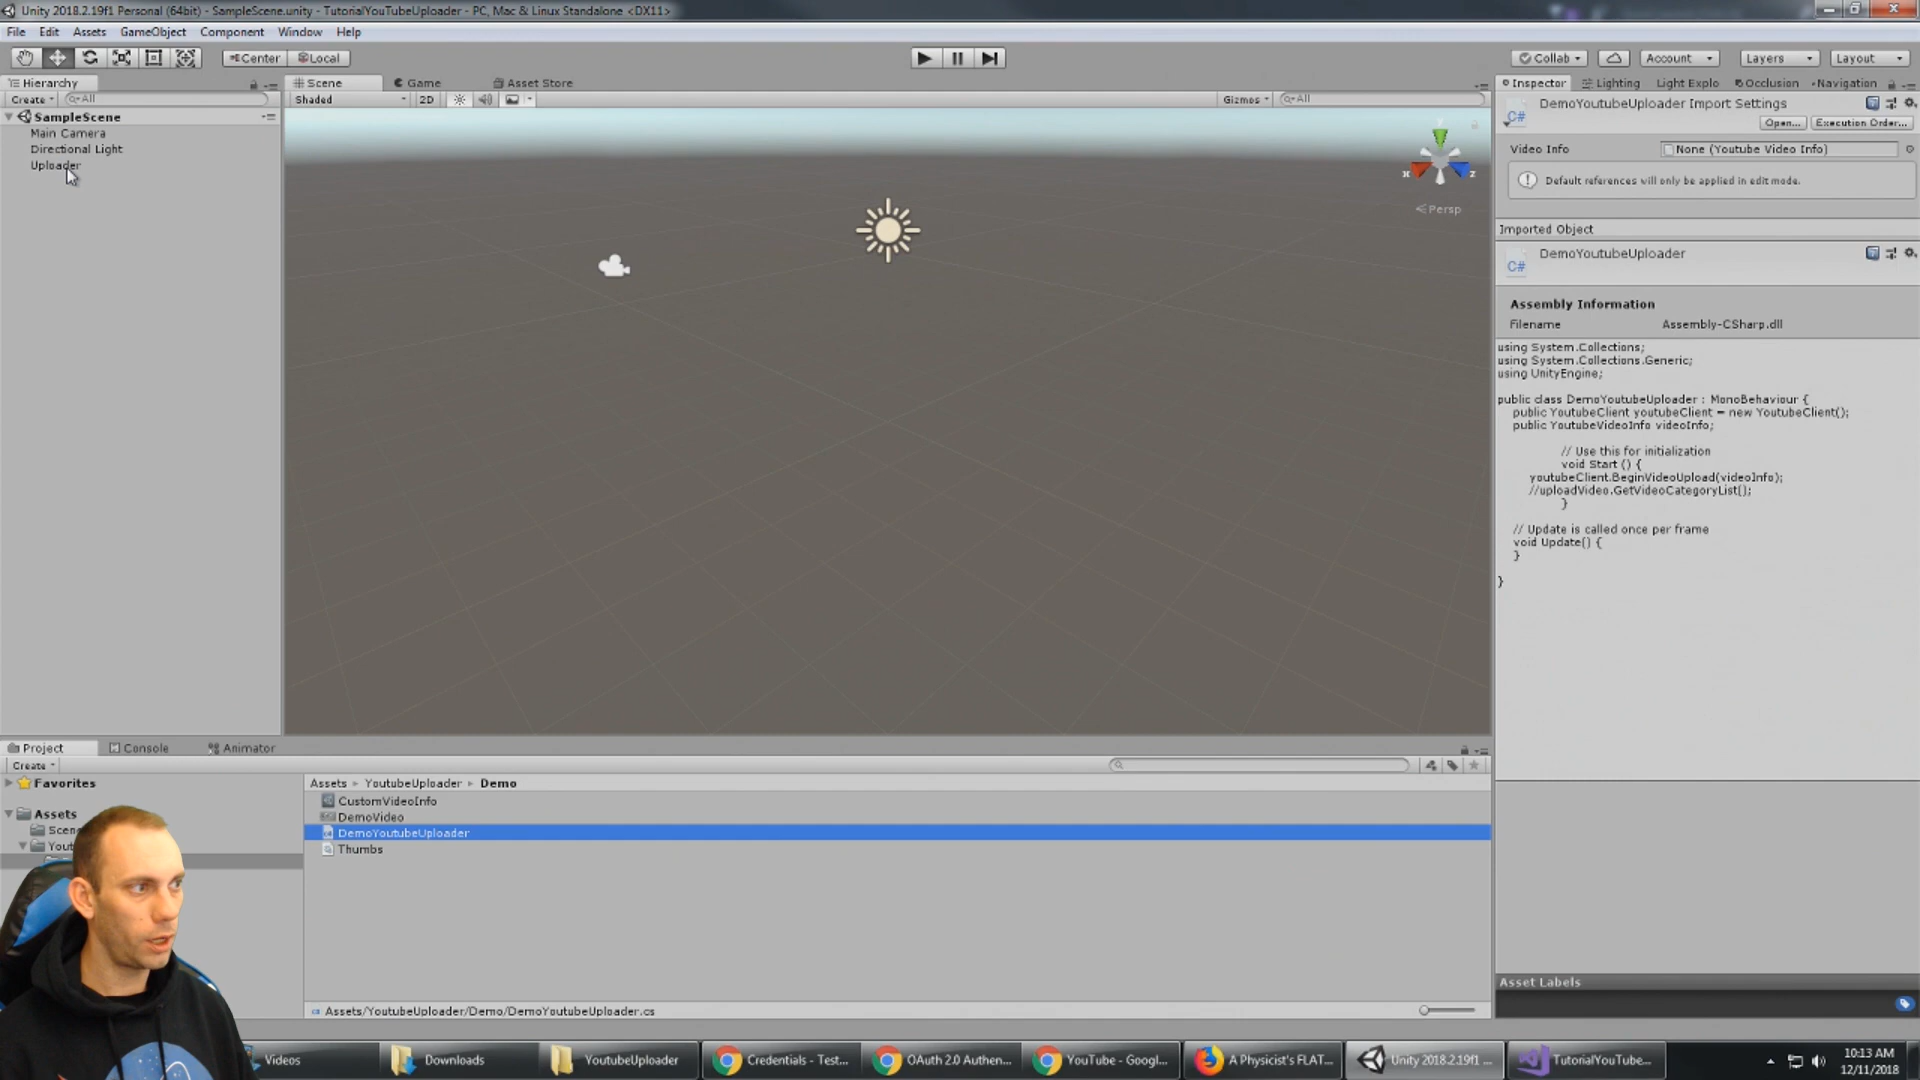 Unity 2018.2.19f1 Personal (64bit) - SampleScene.unity - TutorialYouTubeUploader - PC, Mac & Linux Standalone <DX11>
File Edit Assets GameObject Component Window Help
Center Local Collab Account Layers Layout
Hierarchy Scene Game Asset Store Inspector Lighting Light Explo Occlusion Navigation
Create All Shaded 2D Gizmos All
SampleScene
Main Camera
Directional Light
Uploader
X
Z
Persp
DemoYoutubeUploader Import Settings
C#
Open... Execution Order...
Video Info None (Youtube Video Info)
Default references will only be applied in edit mode.
Imported Object
DemoYoutubeUploader
C#
Assembly Information
Filename Assembly-CSharp.dll
using System.Collections;
using System.Collections.Generic;
using UnityEngine;
public class DemoYoutubeUploader : MonoBehaviour {
public YoutubeClient youtubeClient = new YoutubeClient();
public YoutubeVideoInfo videoInfo;
// Use this for initialization
void Start () {
youtubeClient.BeginVideoUpload(videoInfo);
//uploadVideo.GetVideoCategoryList();
}
// Update is called once per frame
void Update() {
}
}
Project Console Animator
Create
Favorites
Assets
Scen
Yout
Assets YoutubeUploader Demo
CustomVideoInfo
DemoVideo
DemoYoutubeUploader
Thumbs
Assets/YoutubeUploader/Demo/DemoYoutubeUploader.cs
Asset Labels
Videos Downloads YoutubeUploader Credentials - Test... OAuth 2.0 Authen... YouTube - Googl... A Physicist's FLAT... Unity 2018.2.19f1 ... TutorialYouTube...
10:13 AM
12/11/2018